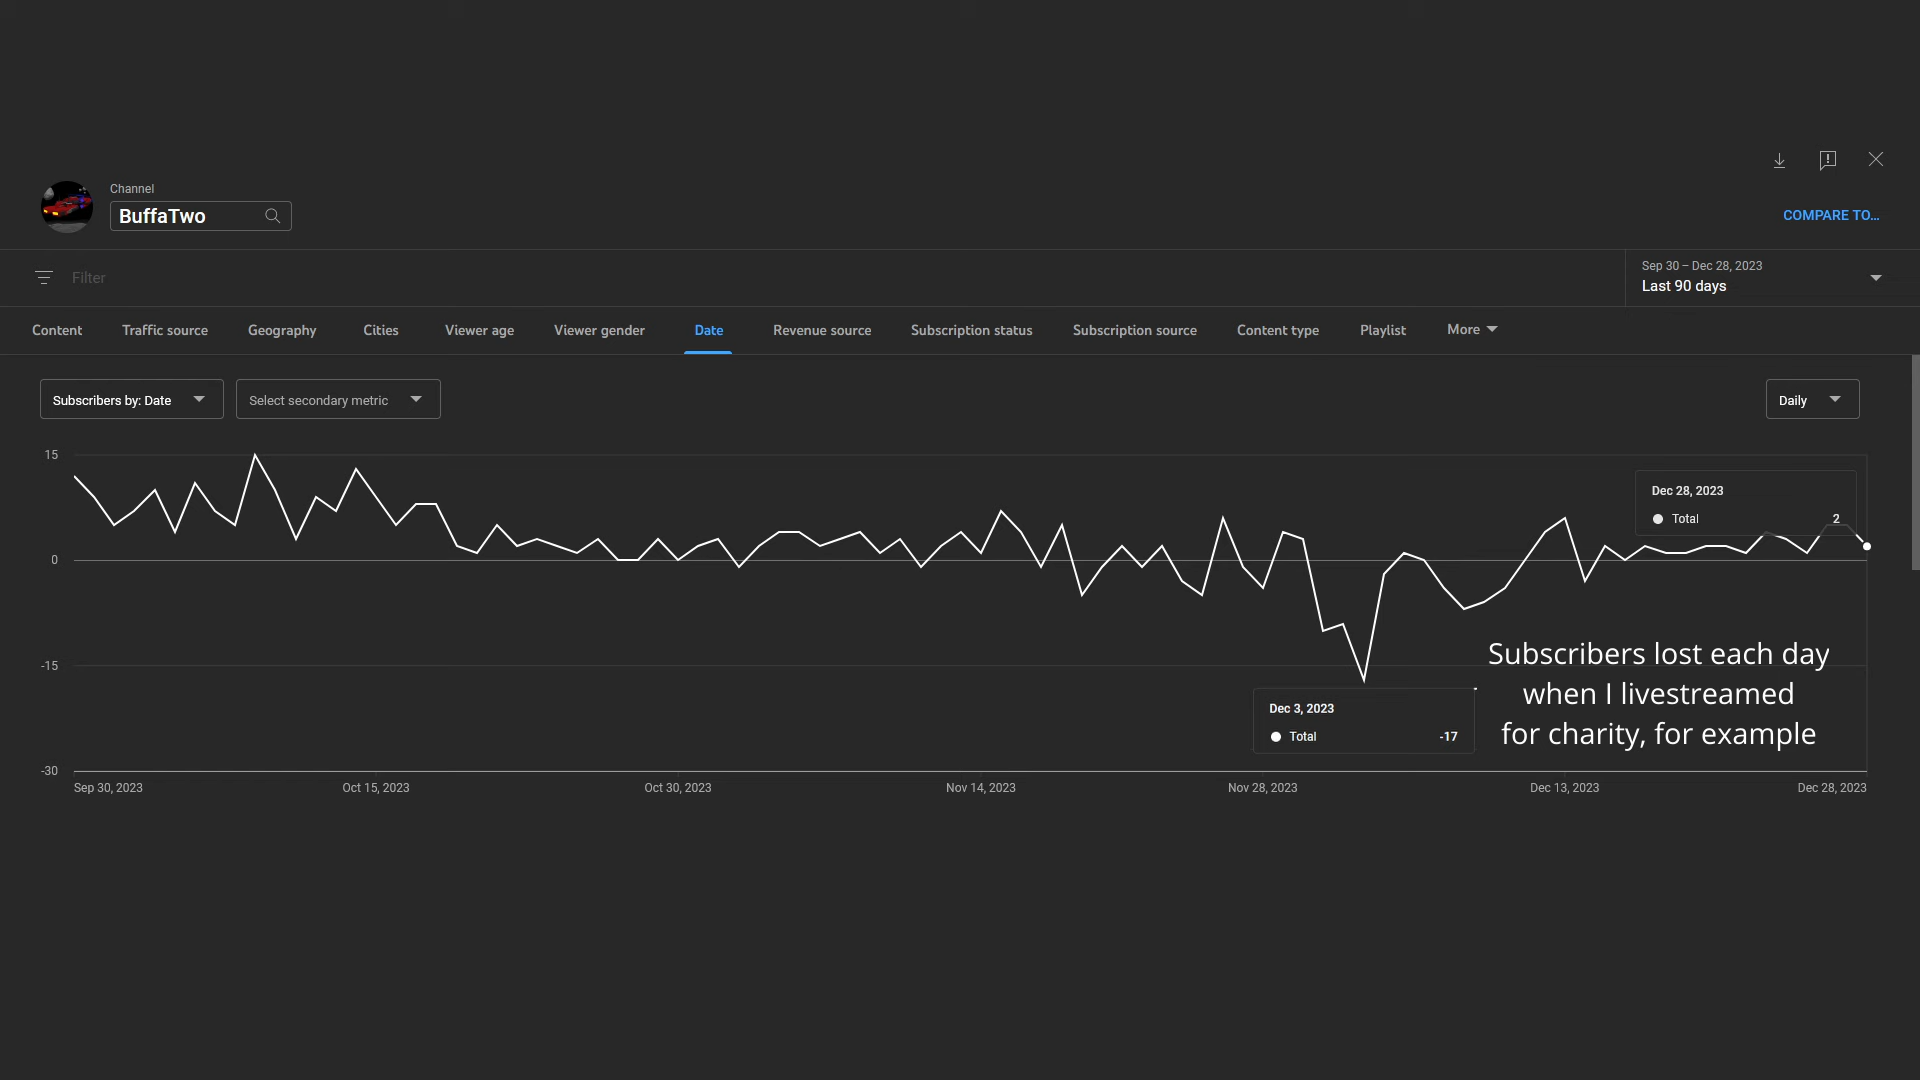 Channel
BuffaTwo
COMPARE TO...
Filter
Sep 30 – Dec 28, 2023
Last 90 days
Content Traffic source Geography Cities Viewer age Viewer gender Date Revenue source Subscription status Subscription source Content type Playlist More
Subscribers by: Date Select secondary metric Daily
15
Dec 28, 2023
Total 2
0
Subscribers lost each day
when I livestreamed
for charity, for example
-15
Dec 3, 2023
Total -17
-30
Sep 30, 2023 Oct 15, 2023 Oct 30, 2023 Nov 14, 2023 Nov 28, 2023 Dec 13, 2023 Dec 28, 2023